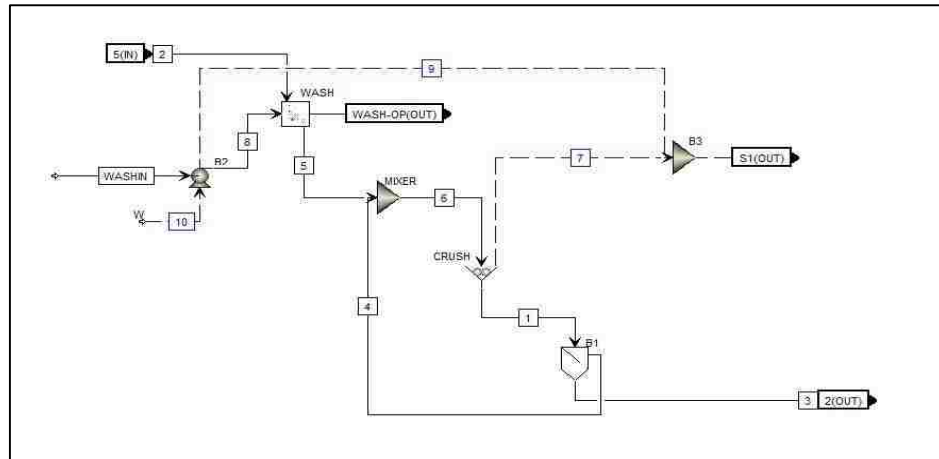 5(IN) 2
9
WASH
WASH-OP(OUT)
8
B2
5
7
B3
S1(OUT)
WASHIN
MIXER
6
W
10
CRUSH
4
1
B1
3 2(OUT)